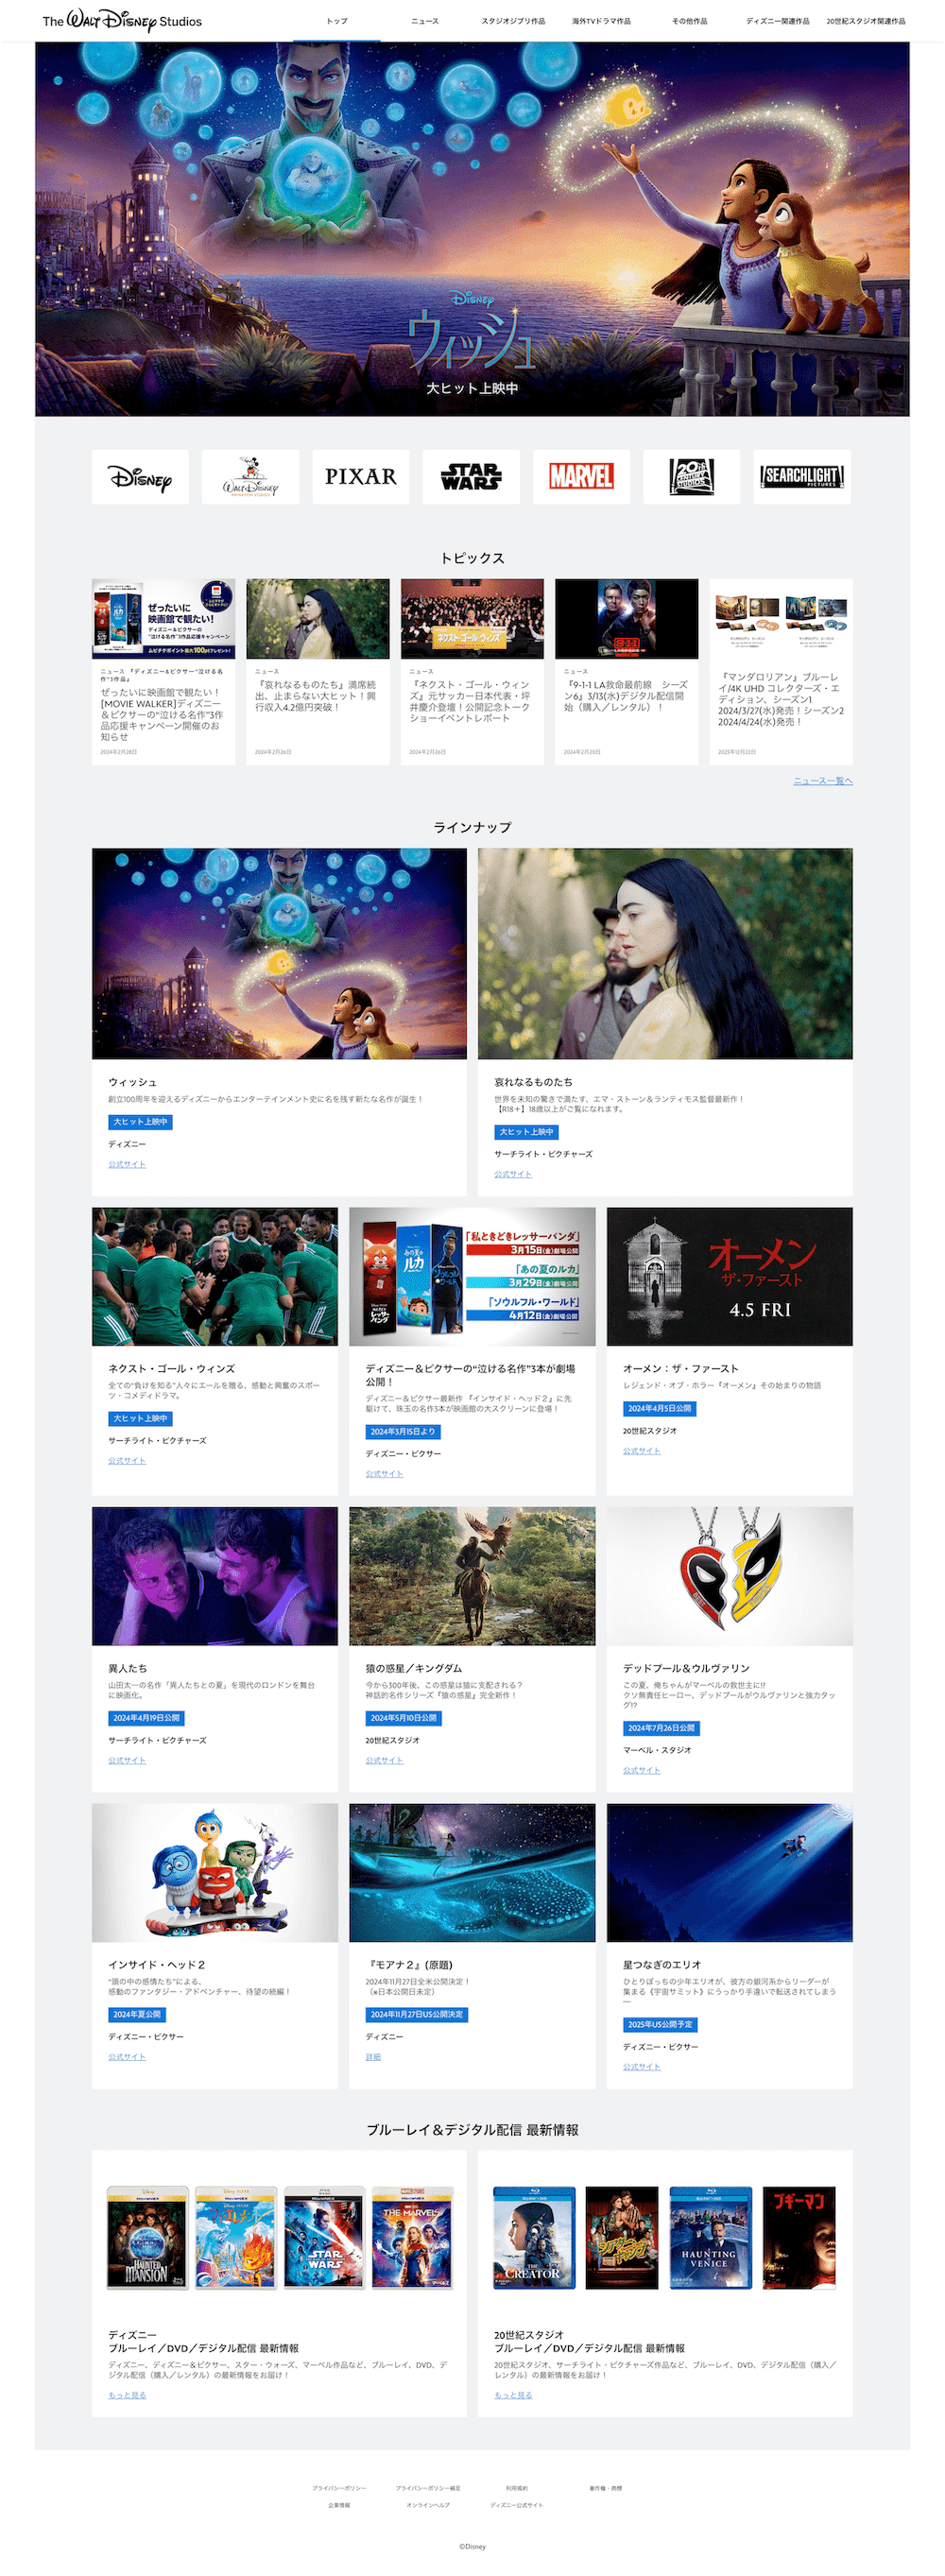 The WALT DISNEY Studios
トップ
ニュース
スタジオジブリ作品
海外TVドラマ作品
その他作品
ディズニー関連作品
20世紀スタジオ関連作品
Disney
ウィッシュ
大ヒット上映中
Disney
WALT DISNEY
ANIMATION STUDIOS
PIXAR
STAR
WARS
MARVEL
20TH
CENTURY
STUDIOS
SEARCHLIGHT
PICTURES
トピックス
ぜったいに
映画館で観たい！
ディズニー&ピクサーの
"泣ける名作"3作品応援キャンペーン
ムビチケポイント最大100pプレゼント!
ニュース 『ディズニー&ピクサー"泣ける名
作"3作品』
ぜったいに映画館で観たい！
[MOVIE WALKER]ディズニー
＆ピクサーの“泣ける名作”3作
品応援キャンペーン開催のお
知らせ
2024年2月28日
ニュース
『哀れなるものたち』満席続
出、止まらない大ヒット！興
行収入4.2億円突破！
2024年2月26日
ネクスト・ゴール・ウィンズ
ニュース
『ネクスト・ゴール・ウィン
ズ』元サッカー日本代表・坪
井慶介登壇！公開記念トーク
ショーイベントレポート
2024年2月26日
ニュース
『9-1-1 LA救命最前線　シーズ
ン6』3/13(水)デジタル配信開
始（購入／レンタル）！
2024年2月20日
『マンダロリアン』ブルーレ
イ/4K UHD コレクターズ・エ
ディション、シーズン1
2024/3/27(水)発売！シーズン2
2024/4/24(水)発売！
2023年12月22日
ニュース一覧へ
ラインナップ
ウィッシュ
創立100周年を迎えるディズニーからエンターテインメント史に名を残す新たな名作が誕生！
大ヒット上映中
ディズニー
公式サイト
哀れなるものたち
世界を未知の驚きで満たす、エマ・ストーン＆ランティモス監督最新作！
【R18＋】18歳以上がご覧になれます。
大ヒット上映中
サーチライト・ピクチャーズ
公式サイト
ネクスト・ゴール・ウィンズ
全ての“負けを知る”人々にエールを贈る、感動と興奮のスポー
ツ・コメディドラマ。
大ヒット上映中
サーチライト・ピクチャーズ
公式サイト
「私ときどきレッサーパンダ」
3月15日(金)劇場公開
「あの夏のルカ」
3月29日(金)劇場公開
「ソウルフル・ワールド」
4月12日(金)劇場公開
ディズニー＆ピクサーの“泣ける名作”3本が劇場
公開！
ディズニー＆ピクサー最新作 『インサイド・ヘッド２』に先
駆けて、珠玉の名作3本が映画館の大スクリーンに登場！
2024年3月15日より
ディズニー・ピクサー
公式サイト
オーメン
ザ・ファースト
4.5 FRI
オーメン：ザ・ファースト
レジェンド・オブ・ホラー『オーメン』その始まりの物語
2024年4月5日公開
20世紀スタジオ
公式サイト
異人たち
山田太一の名作「異人たちとの夏」を現代のロンドンを舞台
に映画化。
2024年4月19日公開
サーチライト・ピクチャーズ
公式サイト
猿の惑星／キングダム
今から300年後、この惑星は猿に支配される？
神話的名作シリーズ『猿の惑星』完全新作！
2024年5月10日公開
20世紀スタジオ
公式サイト
デッドプール＆ウルヴァリン
この夏、俺ちゃんがマーベルの救世主に!?
クソ無責任ヒーロー、デッドプールがウルヴァリンと強力タッ
グ!?
2024年7月26日公開
マーベル・スタジオ
公式サイト
インサイド・ヘッド２
“頭の中の感情たち”による、
感動のファンタジー・アドベンチャー、待望の続編！
2024年夏公開
ディズニー・ピクサー
公式サイト
『モアナ２』(原題)
2024年11月27日全米公開決定！
（※日本公開日未定）
2024年11月27日US公開決定
ディズニー
詳細
星つなぎのエリオ
ひとりぼっちの少年エリオが、彼方の銀河系からリーダーが
集まる《宇宙サミット》にうっかり手違いで転送されてしまう
―
2025年US公開予定
ディズニー・ピクサー
公式サイト
ブルーレイ＆デジタル配信 最新情報
HAUNTED
MANSION
STAR
WARS
THE MARVELS
THE
CREATOR
A
HAUNTING
IN
VENICE
ブギーマン
ディズニー
ブルーレイ／DVD／デジタル配信 最新情報
ディズニー、ディズニー＆ピクサー、スター・ウォーズ、マーベル作品など、ブルーレイ、DVD、デ
ジタル配信（購入／レンタル）の最新情報をお届け！
もっと見る
20世紀スタジオ
ブルーレイ／DVD／デジタル配信 最新情報
20世紀スタジオ、サーチライト・ピクチャーズ作品など、ブルーレイ、DVD、デジタル配信（購入／
レンタル）の最新情報をお届け！
もっと見る
プライバシーポリシー
プライバシーポリシー補足
利用規約
著作権・商標
企業情報
オンラインヘルプ
ディズニー公式サイト
©Disney